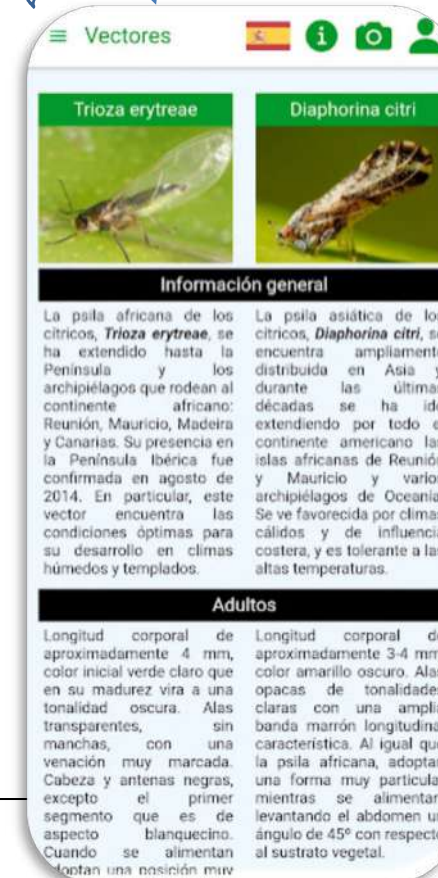 Vectores
Trioza erytreae
Diaphorina citri
Información general
La psila africana de los
cítricos, Trioza erytreae, se
ha extendido hasta la
Península y los
archipiélagos que rodean al
continente africano:
Reunión, Mauricio, Madeira
y Canarias. Su presencia en
la Península Ibérica fue
confirmada en agosto de
2014. En particular, este
vector encuentra las
condiciones óptimas para
su desarrollo en climas
húmedos y templados.
La psila asiática de lo
cítricos, Diaphorina citri, s
encuentra ampliament
distribuida en Asia y
durante las última
décadas se ha id
extendiendo por todo e
continente americano la
islas africanas de Reunió
y Mauricio y vario
archipiélagos de Oceanía
Se ve favorecida por clima
cálidos y de influenci
costera, y es tolerante a la
altas temperaturas.
Adultos
Longitud corporal de
aproximadamente 4 mm,
color inicial verde claro que
en su madurez vira a una
tonalidad oscura. Alas
transparentes, sin
manchas, con una
venación muy marcada.
Cabeza y antenas negras,
excepto el primer
segmento que es de
aspecto blanquecino.
Cuando se alimentan
adoptan una posición muy
Longitud corporal d
aproximadamente 3-4 mm
color amarillo oscuro. Ala
opacas de tonalidade
claras con una ampli
banda marrón longitudina
característica. Al igual qu
la psila africana, adopta
una forma muy particula
mientras se alimenta
levantando el abdomen u
ángulo de 45º con respect
al sustrato vegetal.